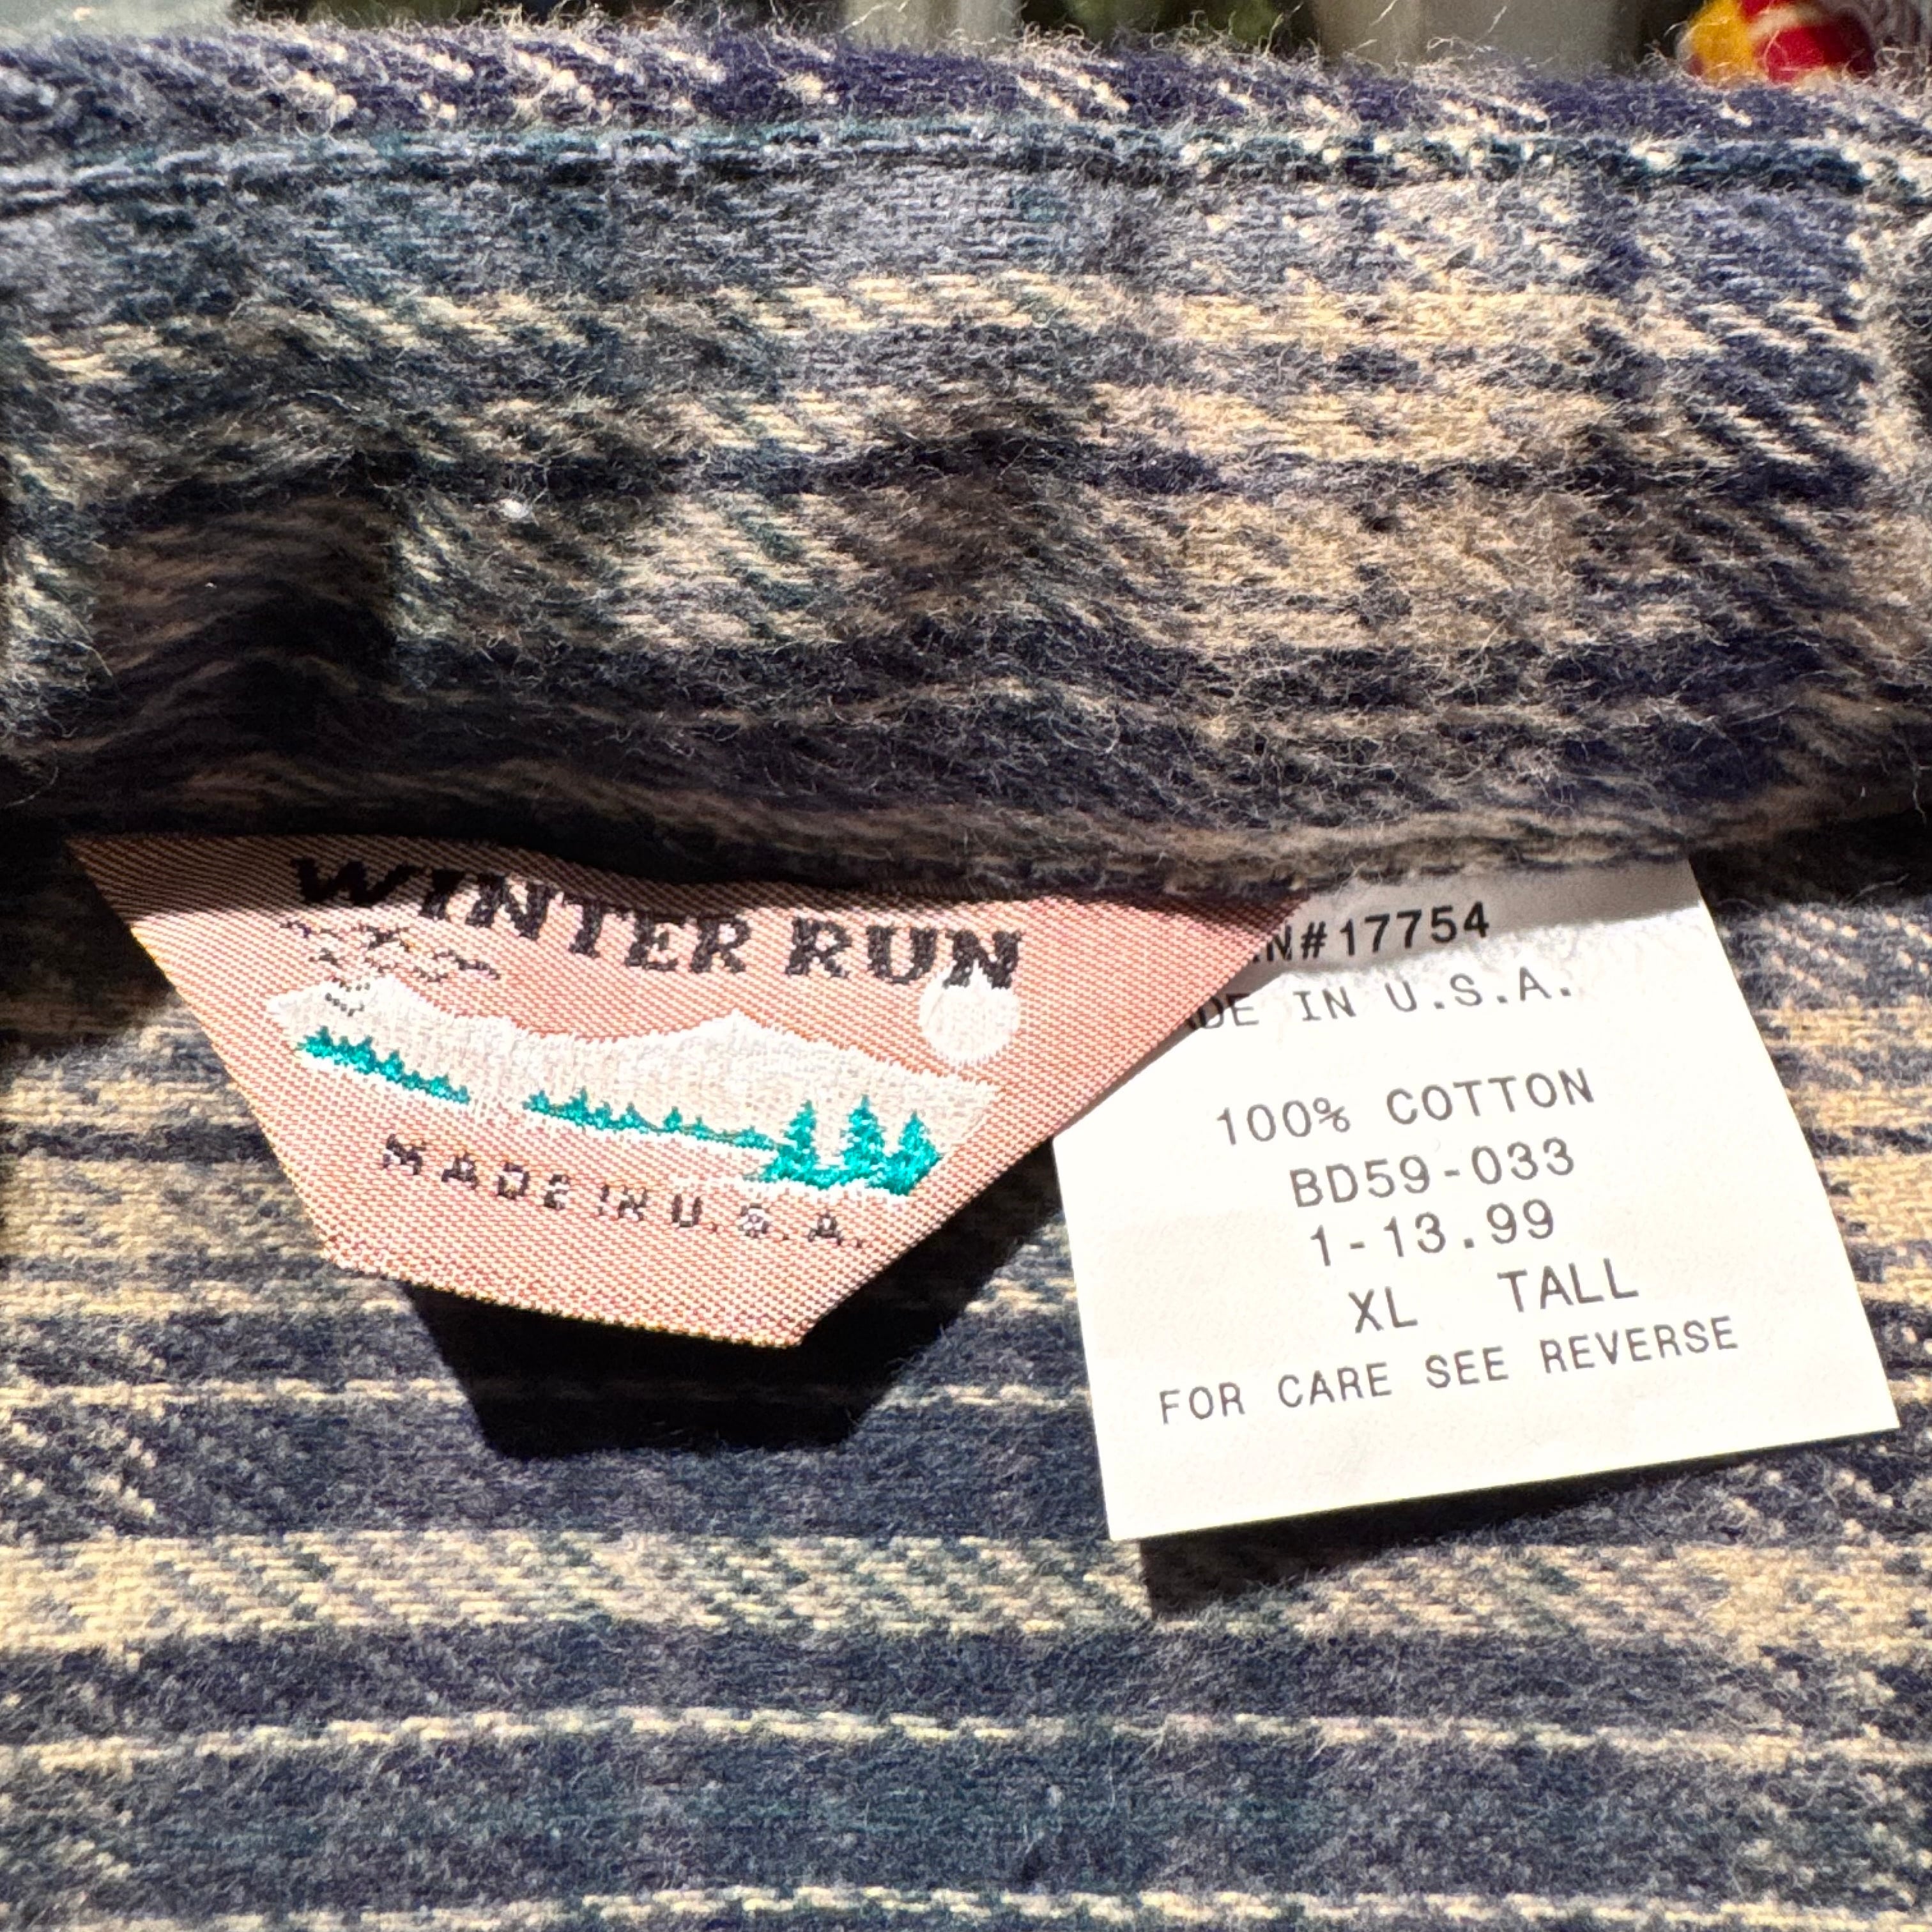 WINTER RUN
MADE IN U.S.A.
N#17754
DE IN U.S.A.
100% COTTON
BD59-033
1-13.99
XL TALL
FOR CARE SEE REVERSE